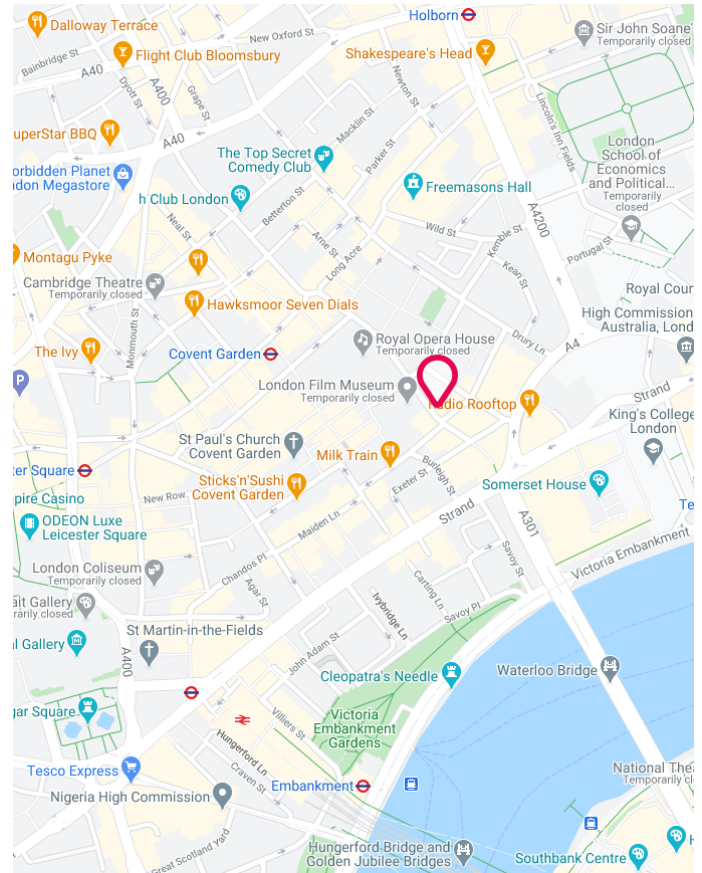 Holborn
Dalloway Terrace
New Oxford St
Sir John Soane'
Temporarily closed
Flight Club Bloomsbury
Shakespeare's Head
Bainbridge St
A40
A400
Dyott St
Grape St
Newton St
Macklin St
Lincoln's Inn Fields
uperStar BBQ
A40
Parker St
London
School of
Economics
and Political...
Temporarily
closed
The Top Secret
Comedy Club
orbidden Planet
don Megastore
h Club London
Freemasons Hall
Betterton St
A4200
Neal St
Arne St
Wild St
Kemble St
Portugal St
Montagu Pyke
Long Acre
Kean St
Cambridge Theatre
Temporarily closed
Royal Cour
Hawksmoor Seven Dials
High Commission
Australia, Lond
Monmouth St
Drury Ln
Royal Opera House
Temporarily closed
A4
The Ivy
Covent Garden
P
London Film Museum
Temporarily closed
Strand
dio Rooftop
King's College
London
St Paul's Church
Covent Garden
Milk Train
Burleigh St
ter Square
Exeter St
Sticks'n'Sushi
Covent Garden
Somerset House
New Row
pire Casino
Strand
Te
Maiden Ln
A301
ODEON Luxe
Leicester Square
Savoy St
Victoria Embankment
Chandos Pl
London Coliseum
Temporarily closed
Agar St
Carting Ln
Ivybridge Ln
Savoy Pl
ait Gallery
rarily closed
St Martin-in-the-Fields
al Gallery
John Adam St
A400
Cleopatra's Needle
Waterloo Bridge
gar Square
Victoria
Embankment
Gardens
Villiers St
Hungerford Ln
Tesco Express
Craven St
National Thea
Temporarily cl
Embankment
Nigeria High Commission
Great Scotland Yard
Hungerford Bridge and
Golden Jubilee Bridges
H
Southbank Centre